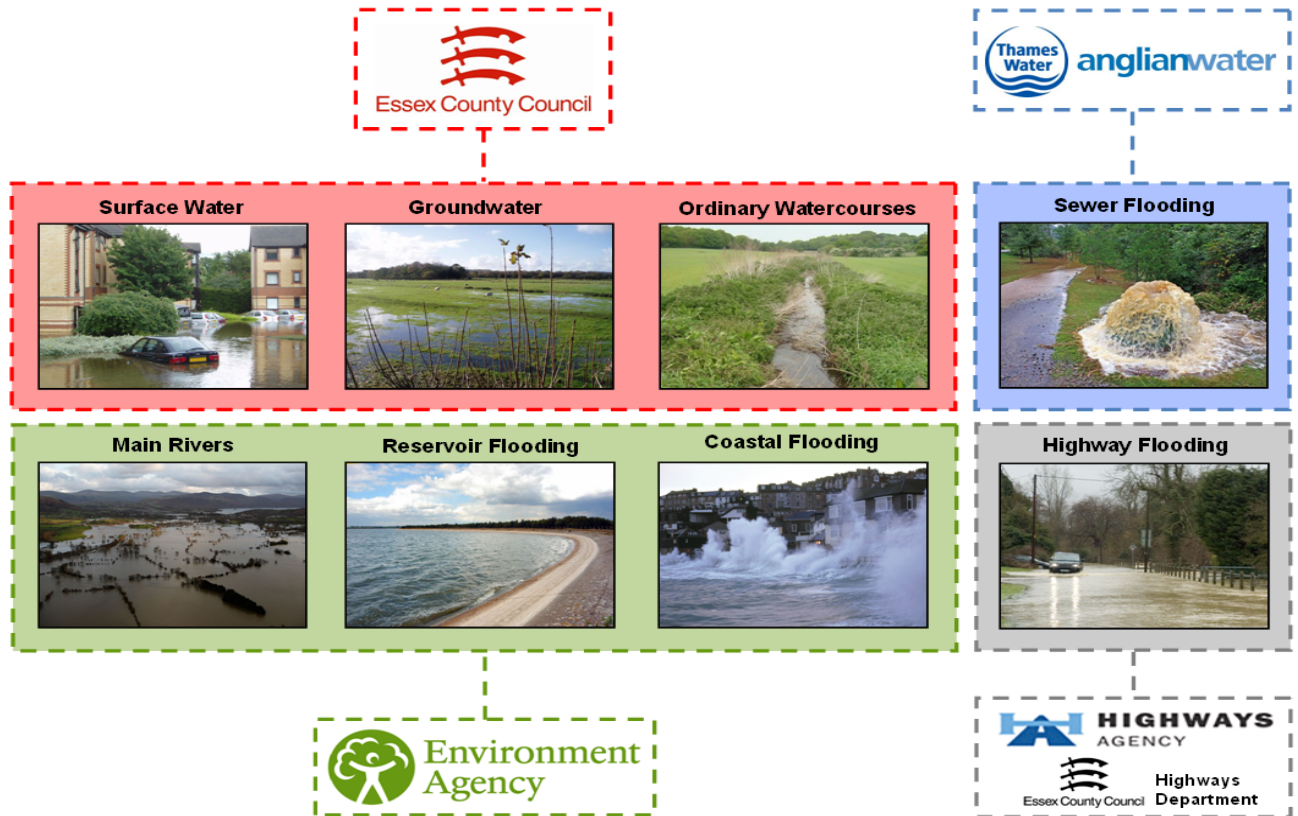 Essex County Council
Thames
Water
anglianwater
Surface Water
Groundwater
Ordinary Watercourses
Sewer Flooding
Main Rivers
Reservoir Flooding
Coastal Flooding
Highway Flooding
Environment
Agency
HIGHWAYS
AGENCY
Essex County Council
Highways
Department